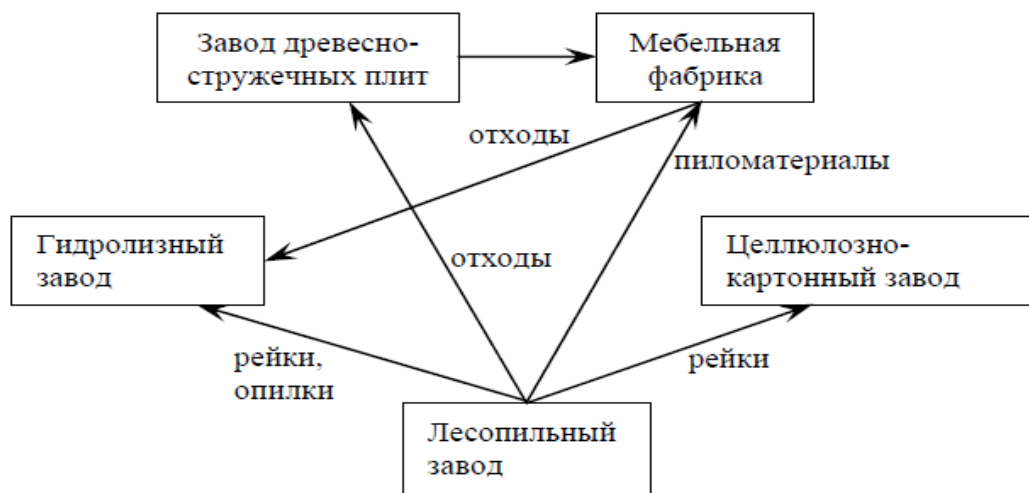 Завод древесно-
стружечных плит
Мебельная
фабрика
отходы
пиломатериалы
Гидролизный
завод
отходы
Целлюлозно-
картонный завод
рейки,
опилки
рейки
Лесопильный
завод